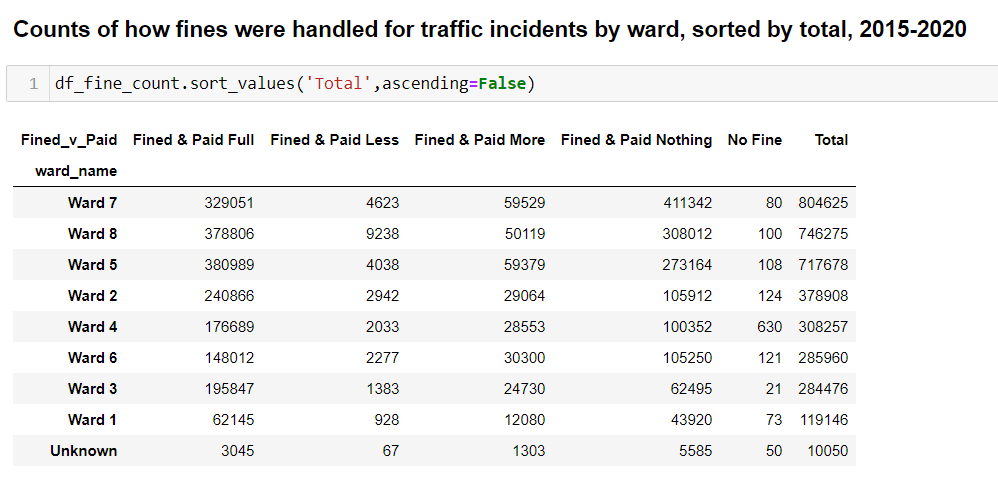 Counts of how fines were handled for traffic incidents by ward, sorted by total, 2015-2020
1 df_fine_count.sort_values('Total',ascending=False)
Fined_v_Paid Fined & Paid Full Fined & Paid Less Fined & Paid More Fined & Paid Nothing No Fine Total
ward_name
Ward 7 329051 4623 59529 411342 80 804625
Ward 8 378806 9238 50119 308012 100 746275
Ward 5 380989 4038 59379 273164 108 717678
Ward 2 240866 2942 29064 105912 124 378908
Ward 4 176689 2033 28553 100352 630 308257
Ward 6 148012 2277 30300 105250 121 285960
Ward 3 195847 1383 24730 62495 21 284476
Ward 1 62145 928 12080 43920 73 119146
Unknown 3045 67 1303 5585 50 10050